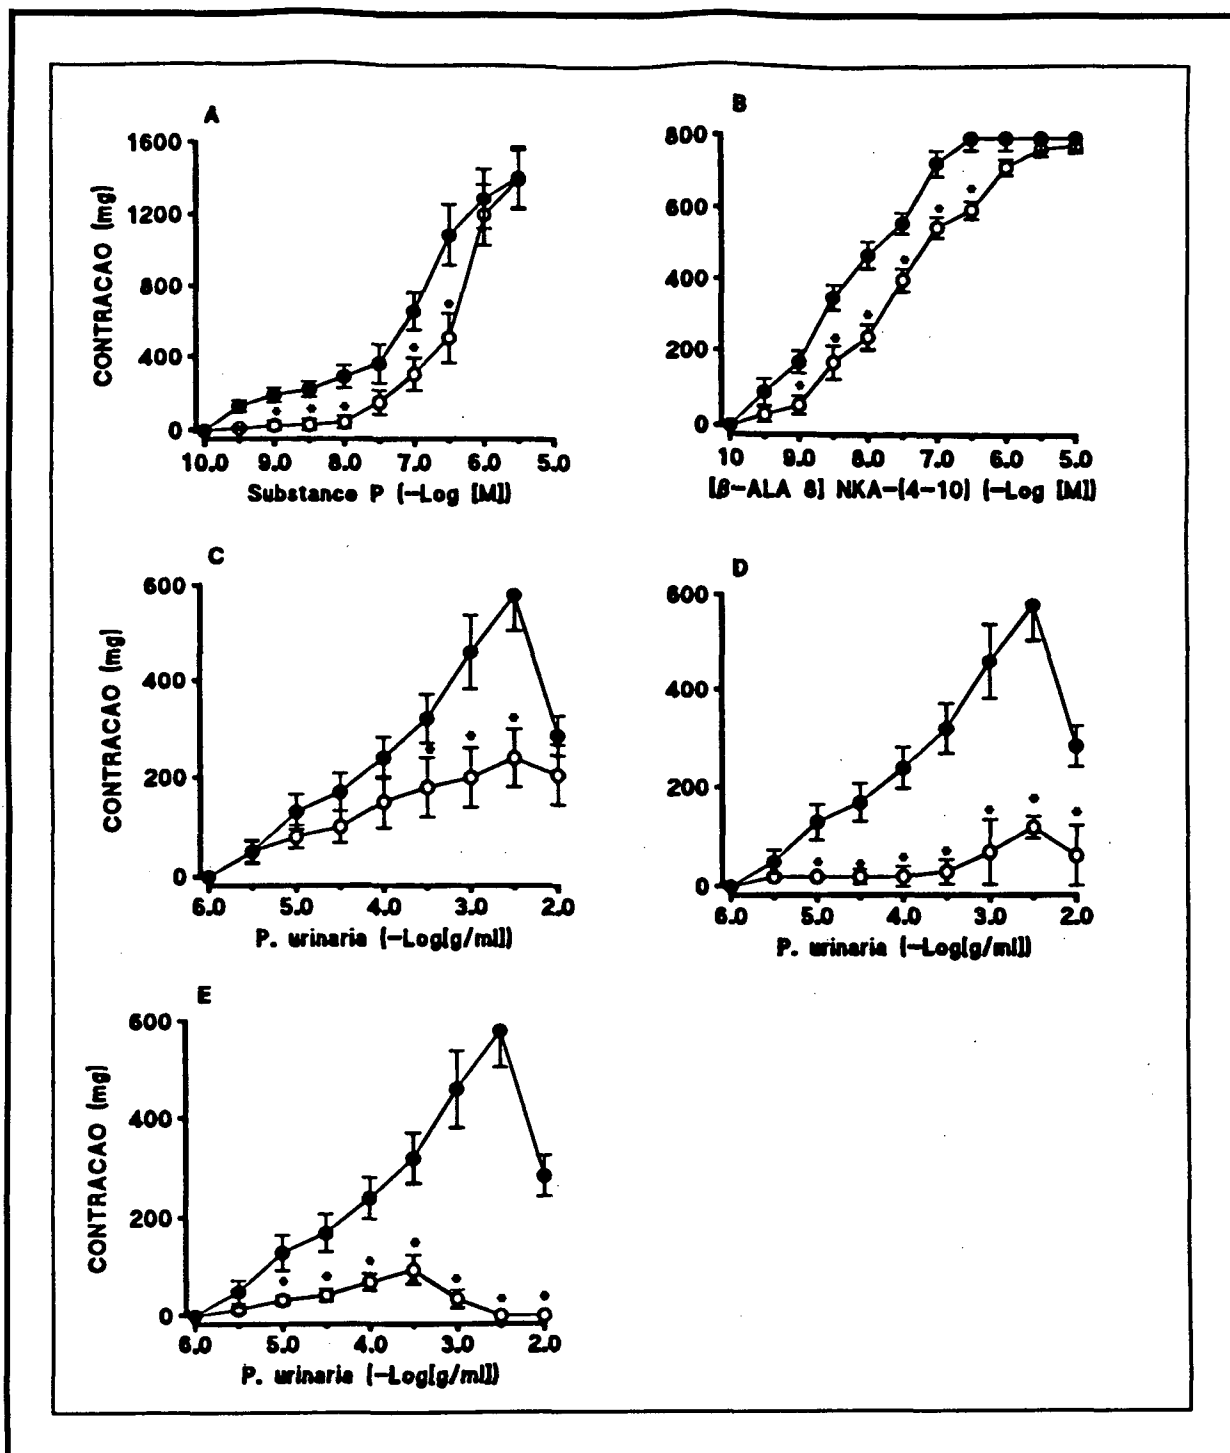 A
1600
1200
800
400
0
CONTRACAO (mg)
10.0 9.0 8.0 7.0 6.0 5.0
Substance P (-Log [M])
B
800
600
400
200
0
10 9.0 8.0 7.0 6.0 5.0
[β-ALA 8] NKA-(4-10) (-Log [M])
C
600
400
200
0
CONTRACAO (mg)
6.0 5.0 4.0 3.0 2.0
P. urinaria (-Log[g/ml])
D
600
400
200
0
6.0 5.0 4.0 3.0 2.0
P. urinaria (-Log[g/ml])
E
600
400
200
0
CONTRACAO (mg)
6.0 5.0 4.0 3.0 2.0
P. urinaria (-Log[g/ml])